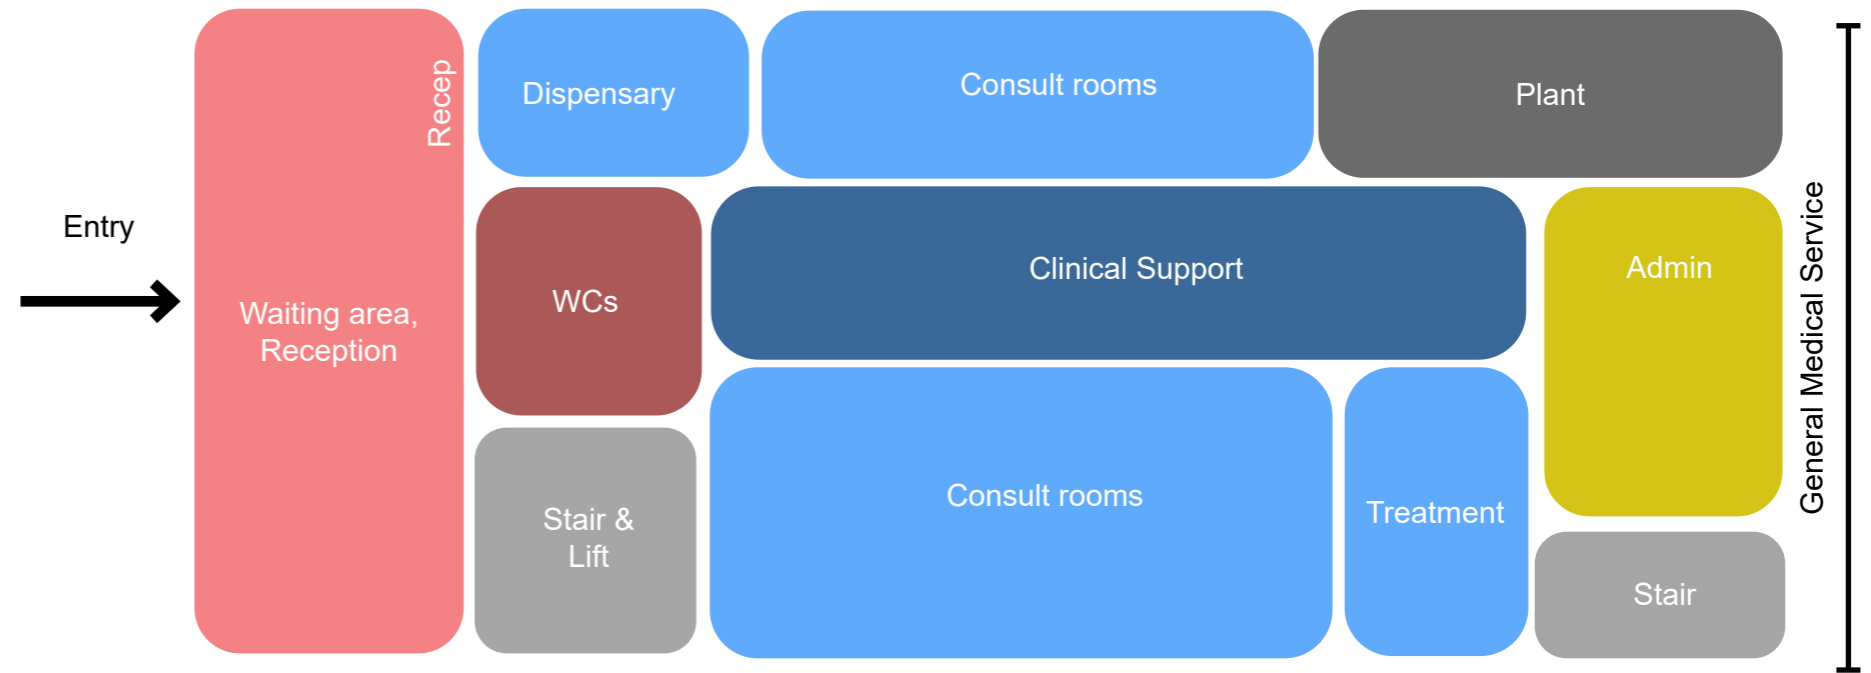 Entry
Waiting area,
Reception
Recep
Dispensary
Consult rooms
Plant
WCs
Clinical Support
Admin
Stair &
Lift
Consult rooms
Treatment
Stair
General Medical Service